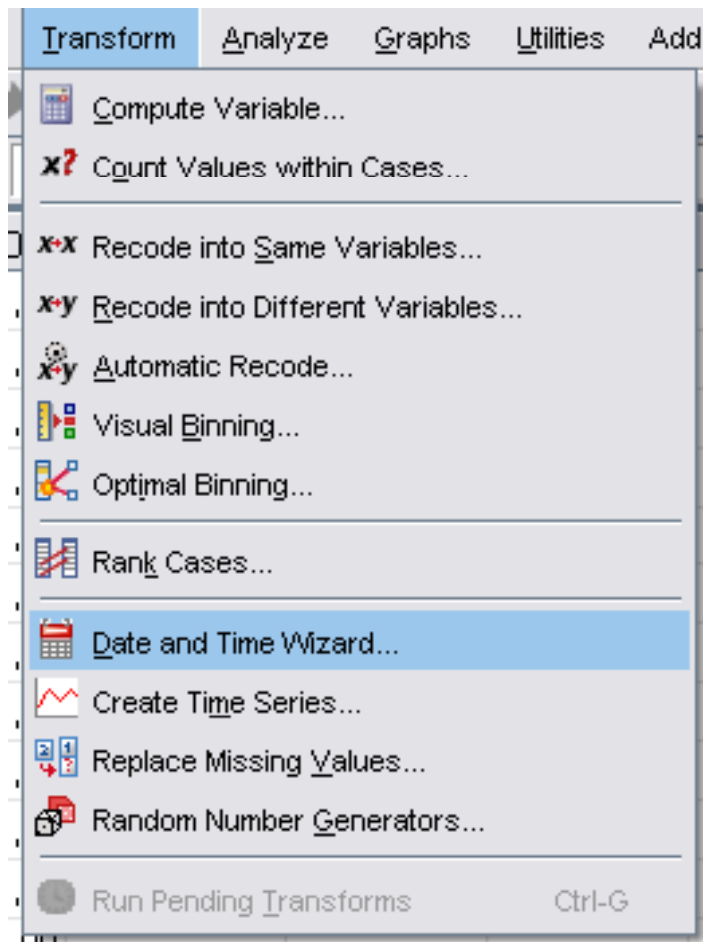 Transform Analyze Graphs Utilities Add
Compute Variable...
x? Count Values within Cases...
x→x Recode into Same Variables...
x→y Recode into Different Variables...
x→y Automatic Recode...
Visual Binning...
Optimal Binning...
Rank Cases...
Date and Time Wizard...
Create Time Series...
2 1 ? Replace Missing Values...
Random Number Generators...
Run Pending Transforms Ctrl-G